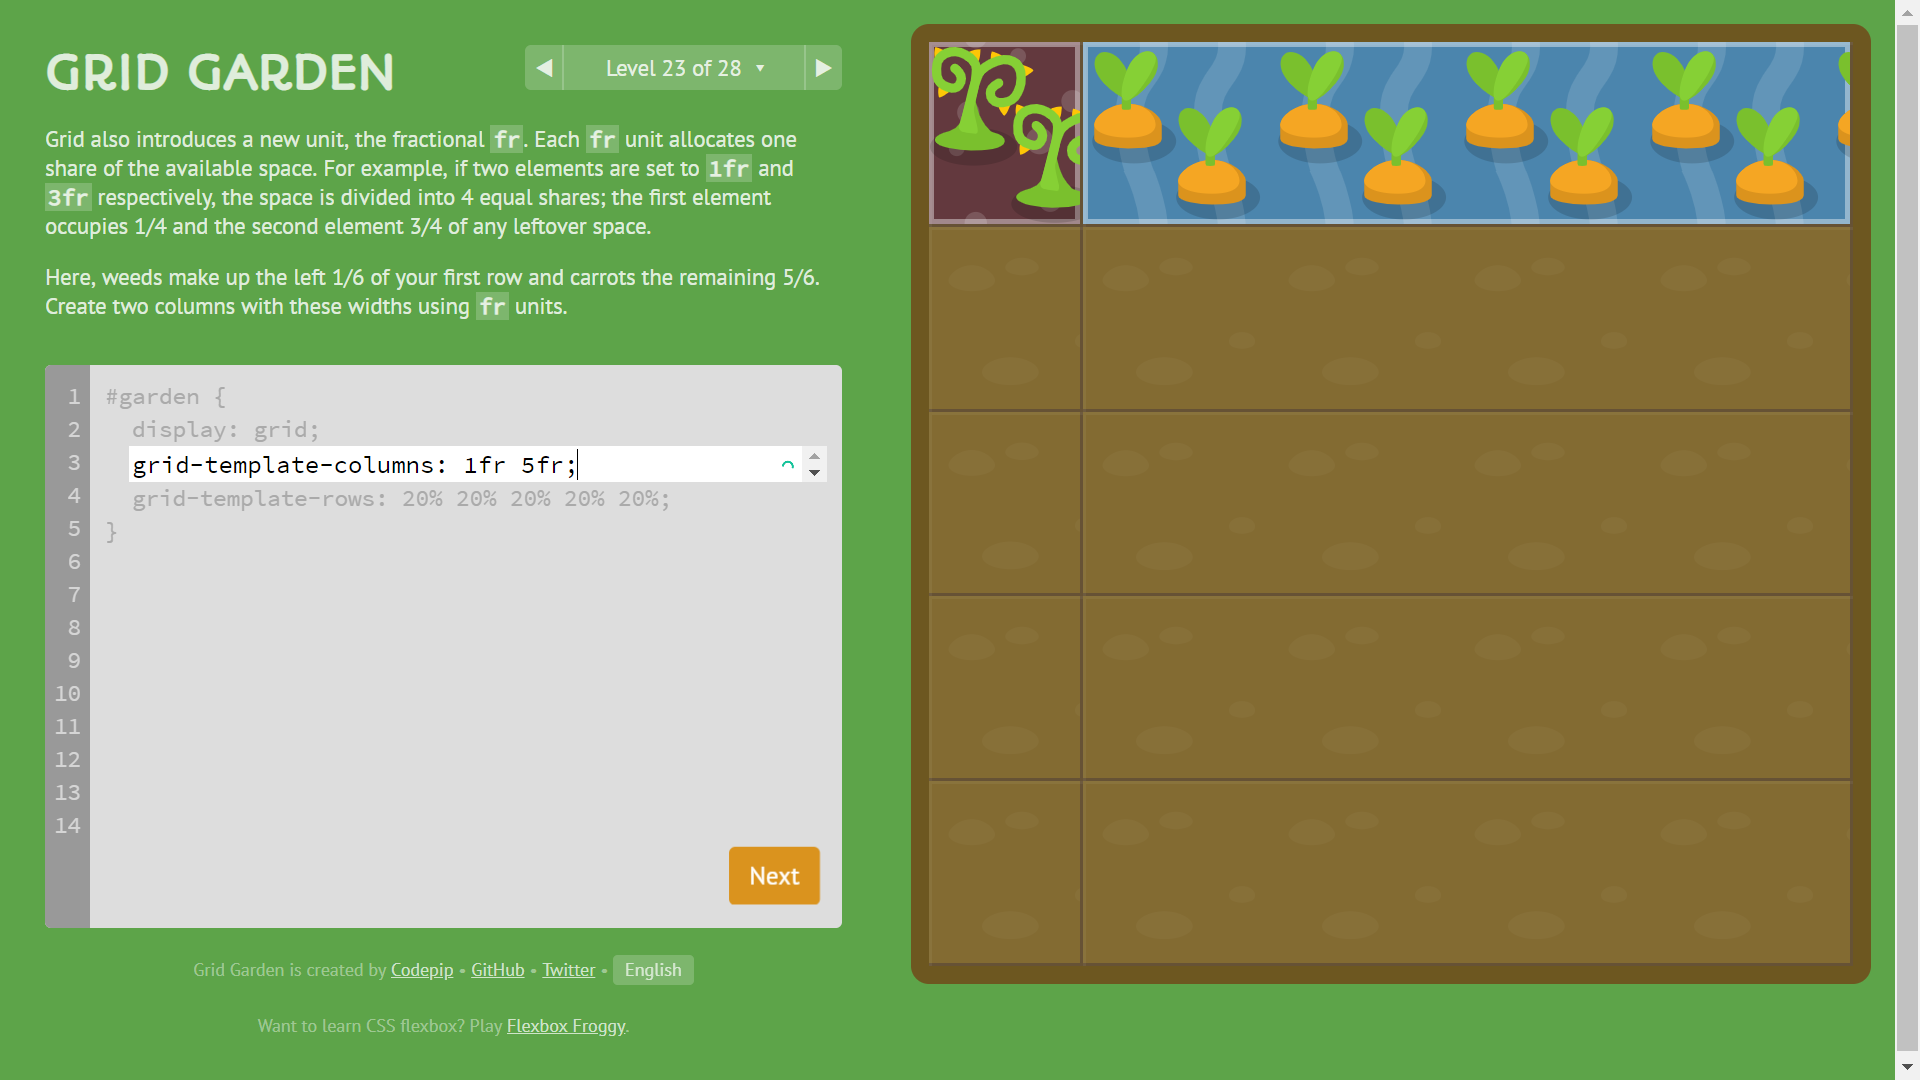 GRID GARDEN
Level 23 of 28
Grid also introduces a new unit, the fractional fr. Each fr unit allocates one
share of the available space. For example, if two elements are set to 1fr and
3fr respectively, the space is divided into 4 equal shares; the first element
occupies 1/4 and the second element 3/4 of any leftover space.
Here, weeds make up the left 1/6 of your first row and carrots the remaining 5/6.
Create two columns with these widths using fr units.
1 #garden {
2 display: grid;
3 grid-template-columns: 1fr 5fr;
4 grid-template-rows: 20% 20% 20% 20% 20%;
5 }
6
7
8
9
10
11
12
13
14
Next
Grid Garden is created by Codepip • GitHub • Twitter • English
Want to learn CSS flexbox? Play Flexbox Froggy.